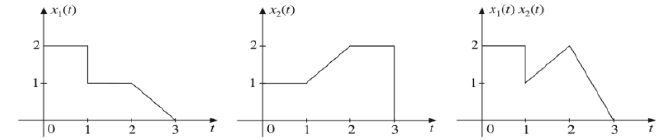 x₁(t)
2
1
0 1 2 3 t
x₂(t)
2
1
0 1 2 3 t
x₁(t) x₂(t)
2
1
0 1 2 3 t